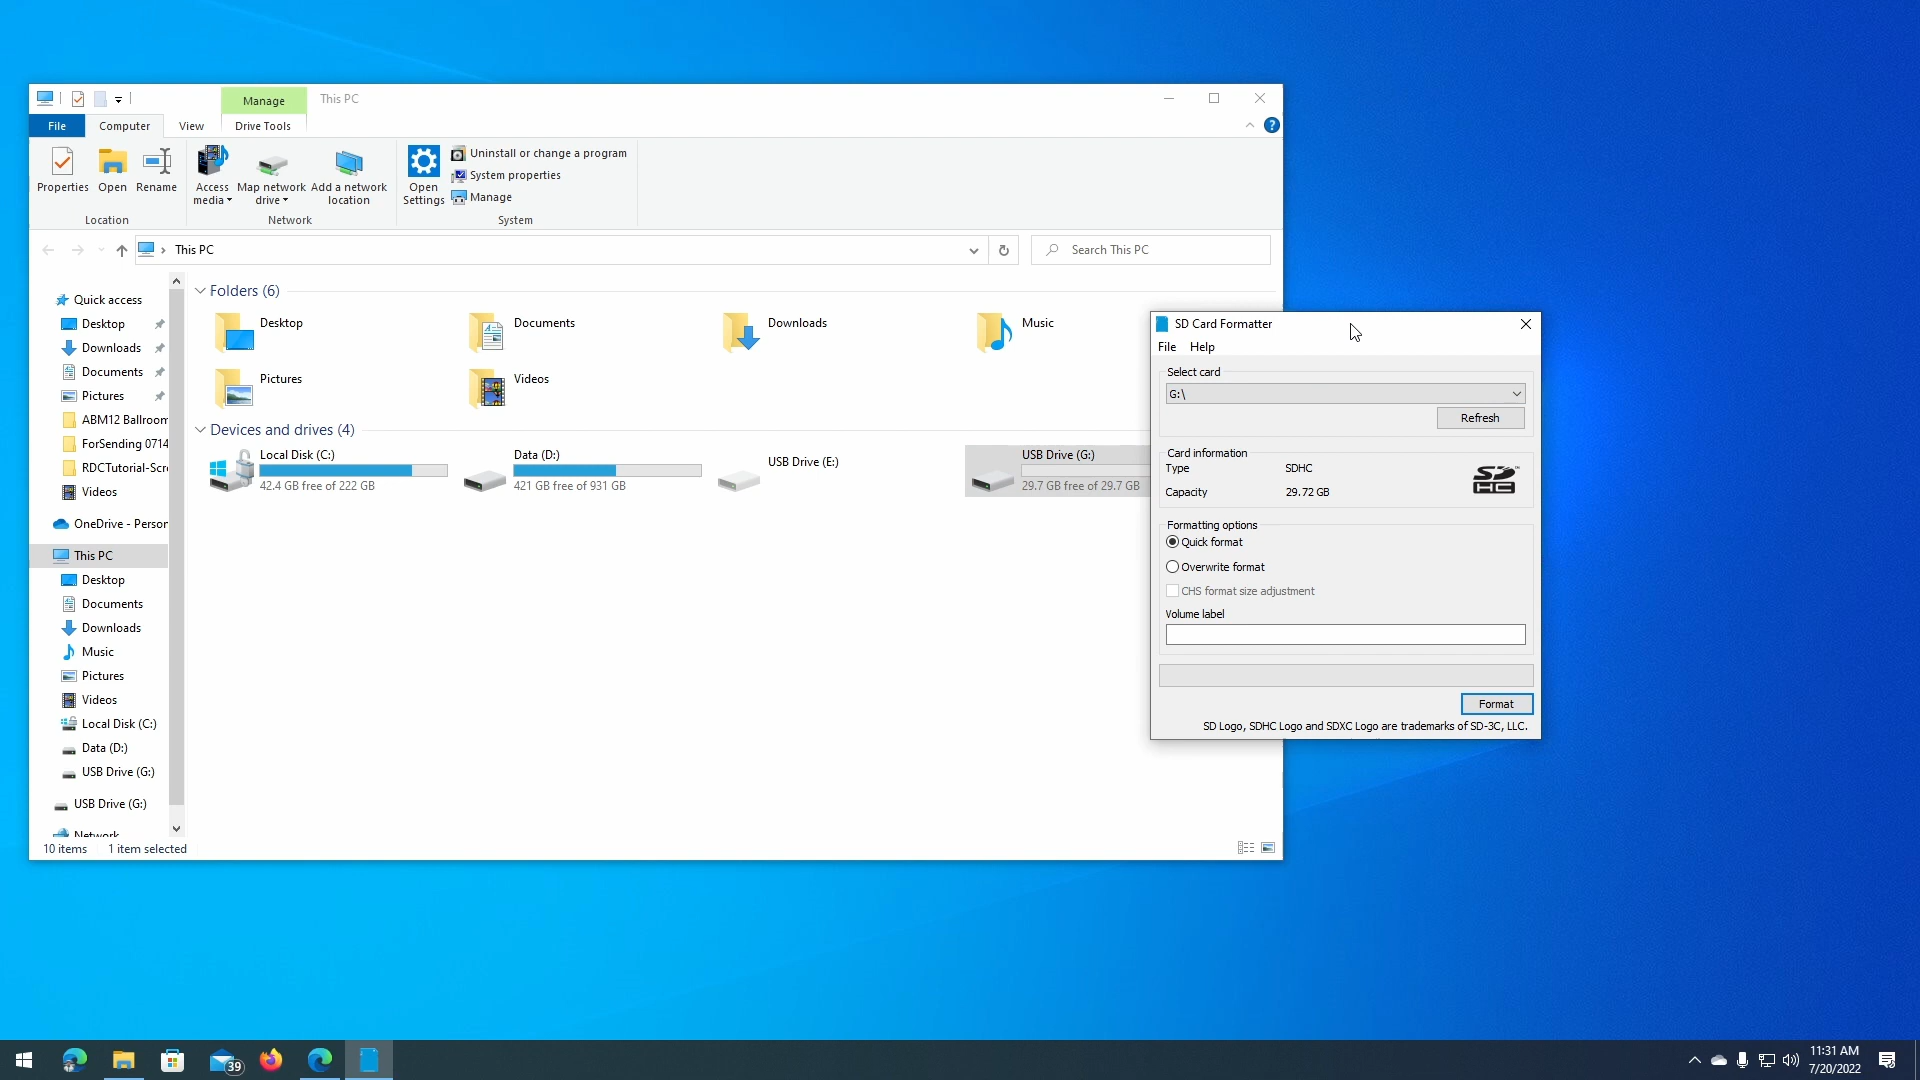 Manage
This PC
File
Computer
View
Drive Tools
Properties
Open
Rename
Access media
Map network drive
Add a network location
Open Settings
Uninstall or change a program
System properties
Manage
Location
Network
System
This PC
Search This PC
Quick access
Desktop
Downloads
Documents
Pictures
ABM12 Ballroom
ForSending 0714
RDCTutorial-Scre
Videos
OneDrive - Person
This PC
Desktop
Documents
Downloads
Music
Pictures
Videos
Local Disk (C:)
Data (D:)
USB Drive (G:)
USB Drive (G:)
Network
Folders (6)
Desktop
Documents
Downloads
Music
Pictures
Videos
Devices and drives (4)
Local Disk (C:)
42.4 GB free of 222 GB
Data (D:)
421 GB free of 931 GB
USB Drive (E:)
USB Drive (G:)
29.7 GB free of 29.7 GB
10 items
1 item selected
SD Card Formatter
File
Help
Select card
G:\
Refresh
Card information
Type
SDHC
Capacity
29.72 GB
SD HC
Formatting options
Quick format
Overwrite format
CHS format size adjustment
Volume label
Format
SD Logo, SDHC Logo and SDXC Logo are trademarks of SD-3C, LLC.
39
11:31 AM
7/20/2022